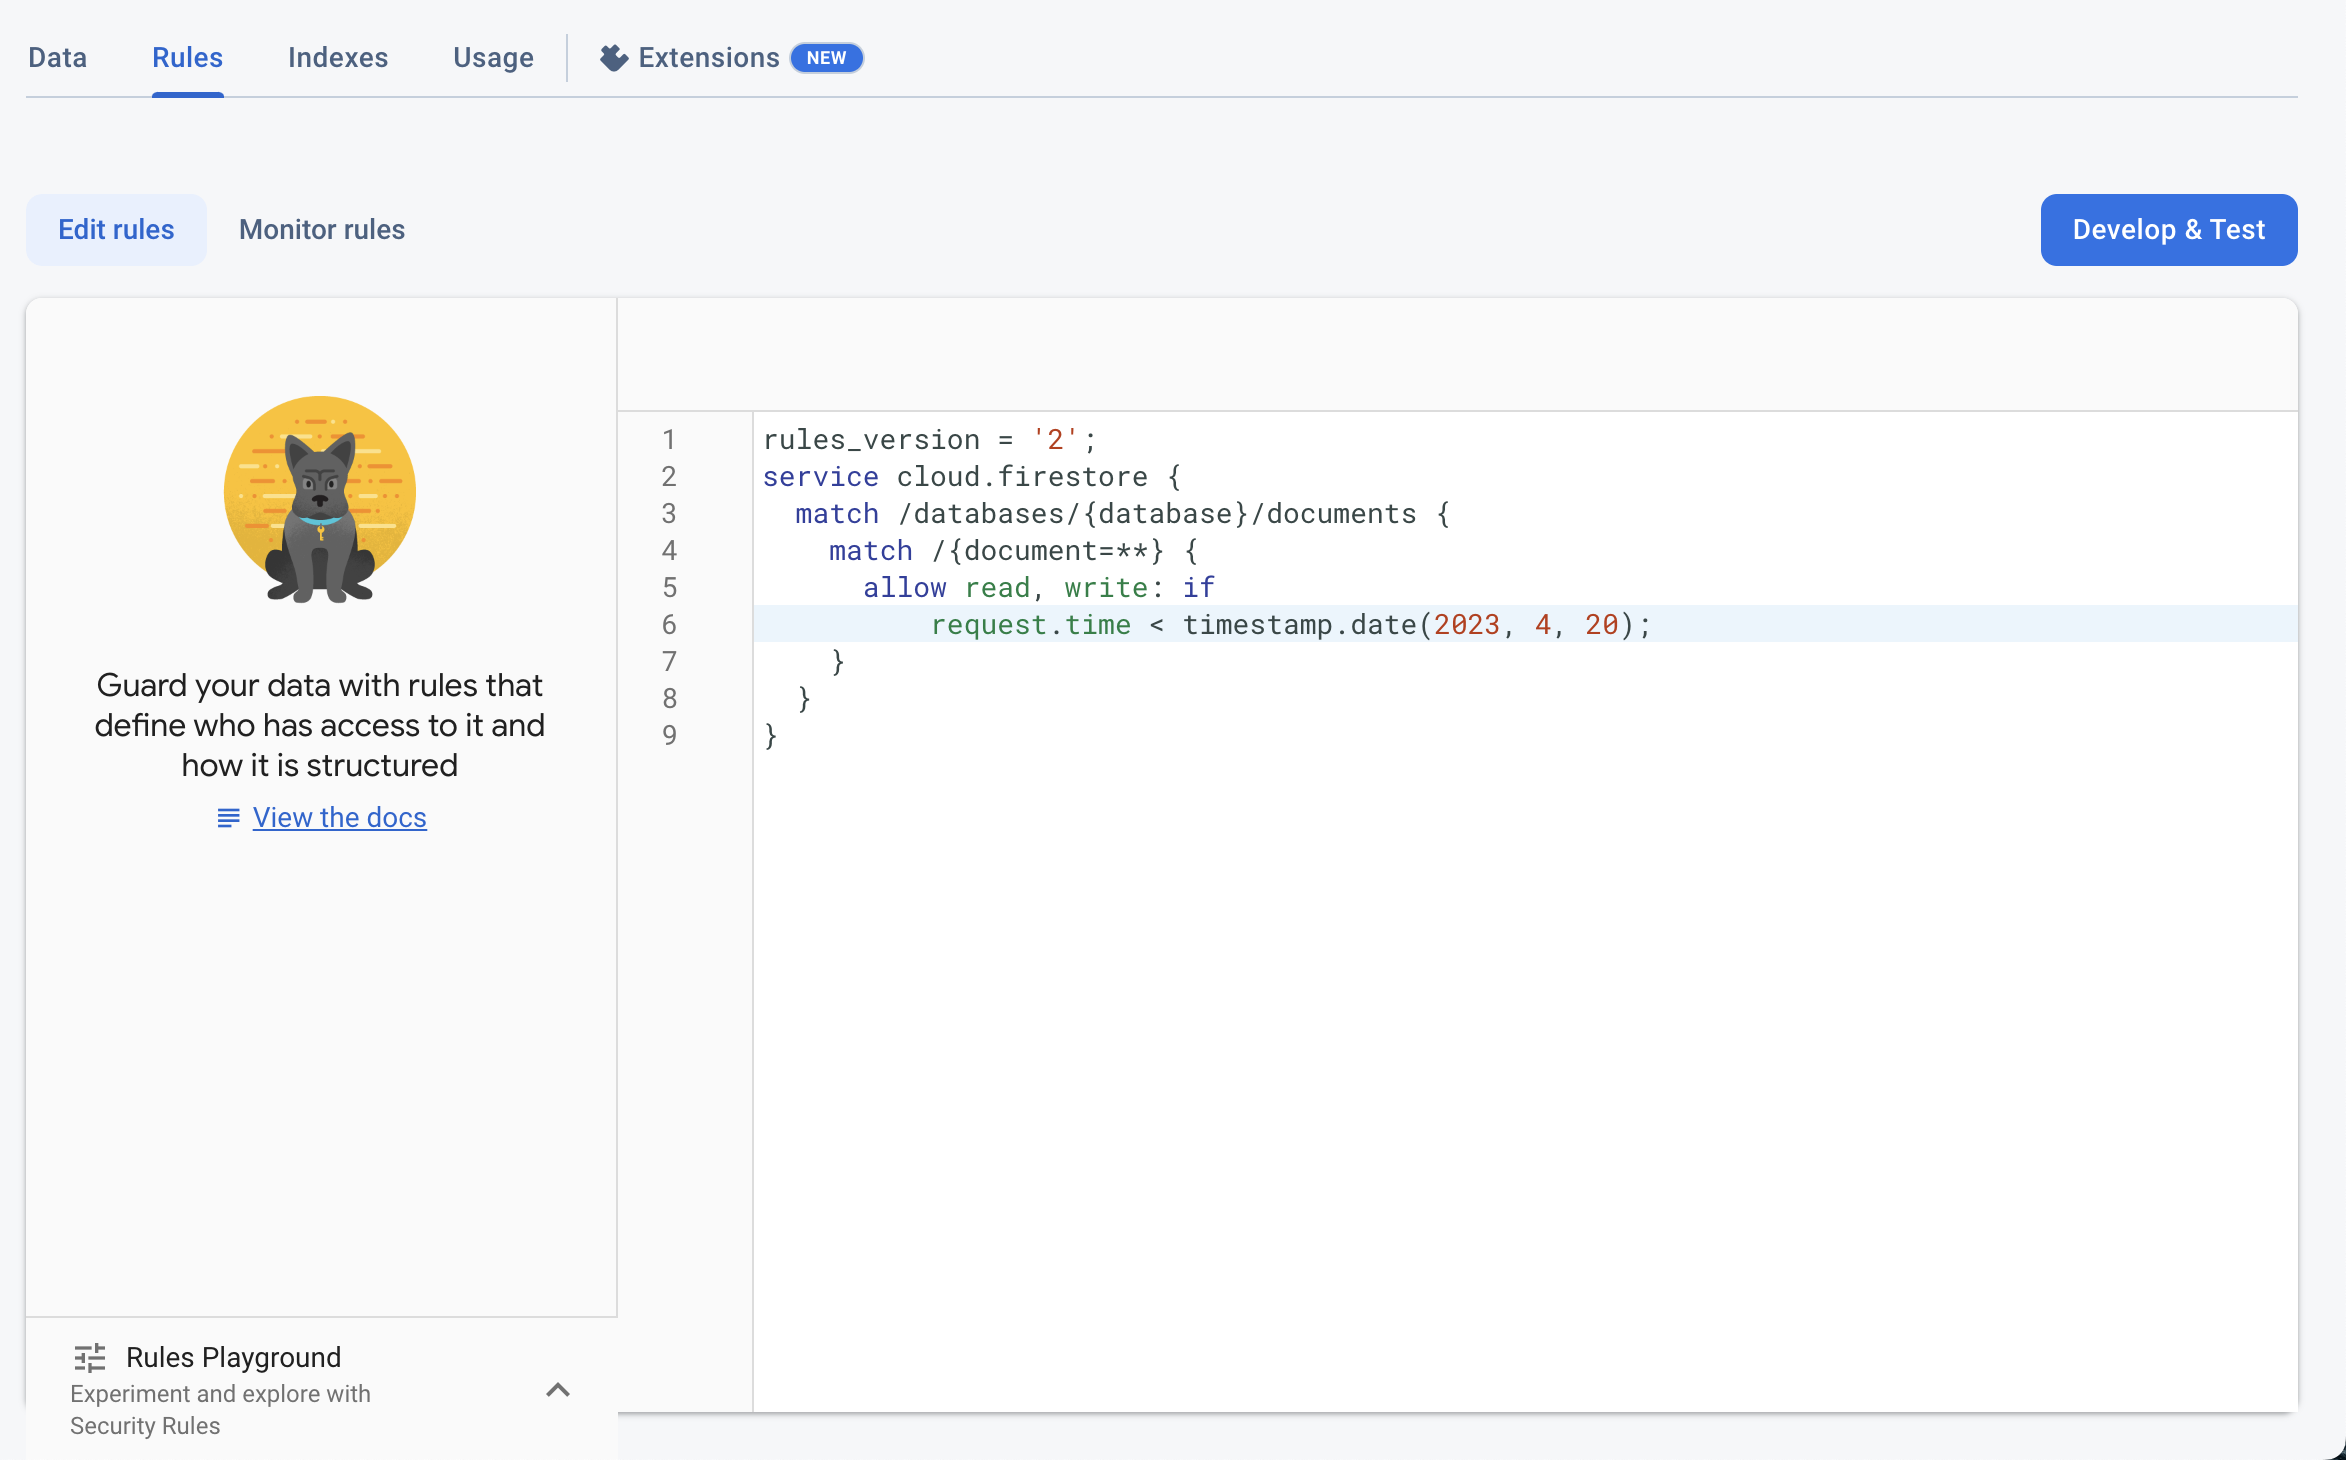 Data Rules Indexes Usage Extensions NEW
Edit rules Monitor rules Develop & Test
Guard your data with rules that
define who has access to it and
how it is structured
View the docs
1 rules_version = '2';
2 service cloud.firestore {
3   match /databases/{database}/documents {
4     match /{document=**} {
5       allow read, write: if
6           request.time < timestamp.date(2023, 4, 20);
7     }
8   }
9 }
Rules Playground
Experiment and explore with
Security Rules